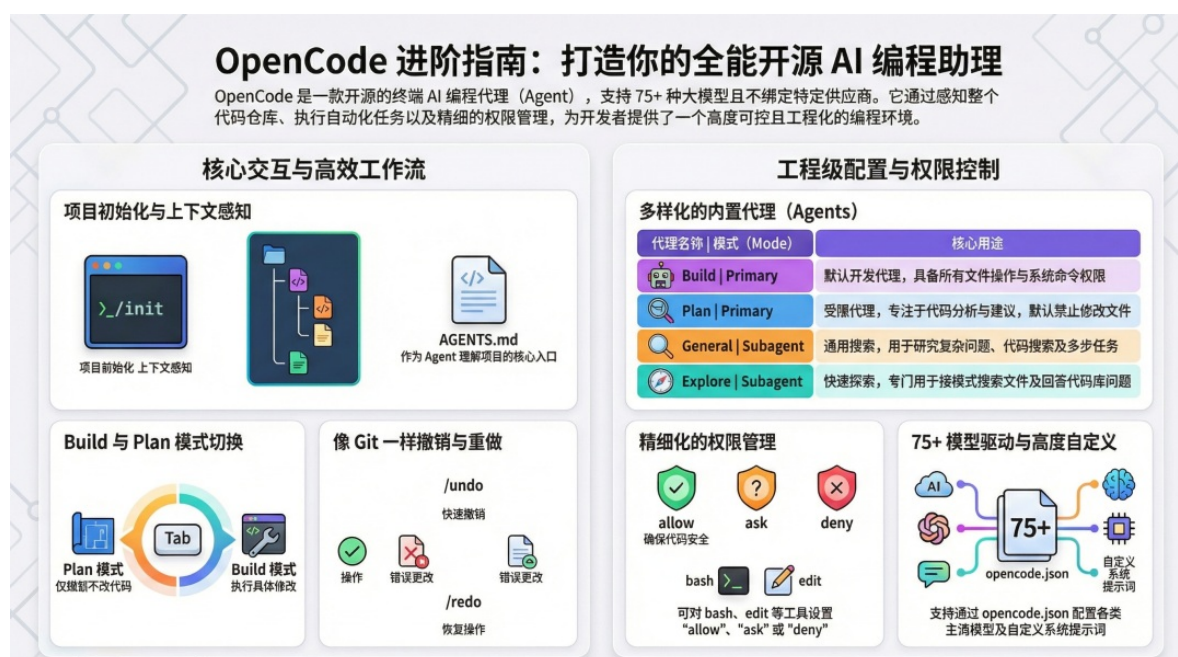 OpenCode 进阶指南：打造你的全能开源 AI 编程助理
OpenCode 是一款开源的终端 AI 编程代理（Agent），支持 75+ 种大模型且不绑定特定供应商。它通过感知整个
代码仓库、执行自动化任务以及精细的权限管理，为开发者提供了一个高度可控且工程化的编程环境。
核心交互与高效工作流
项目初始化与上下文感知
>_/init
项目前始化 上下文感知
AGENTS.md
作为 Agent 理解项目的核心入口
Build 与 Plan 模式切换
Tab
Plan 模式
仅规划不改代码
Build 模式
执行具体修改
像 Git 一样撤销与重做
/undo
快速撤销
操作
错误更改
错误更改
/redo
恢复操作
工程级配置与权限控制
多样化的内置代理（Agents）
代理名称 | 模式（Mode）
核心用途
Build | Primary
默认开发代理，具备所有文件操作与系统命令权限
Plan | Primary
受限代理，专注于代码分析与建议，默认禁止修改文件
General | Subagent
通用搜索，用于研究复杂问题、代码搜索及多步任务
Explore | Subagent
快速探索，专门用于接模式搜索文件及回答代码库问题
精细化的权限管理
allow
确保代码安全
ask
deny
bash
>_
edit
可对 bash、edit 等工具设置
"allow"、"ask" 或 "deny"
75+ 模型驱动与高度自定义
AI
75+
opencode.json
自定义
系统
提示词
支持通过 opencode.json 配置各类
主消模型及自定义系统提示词